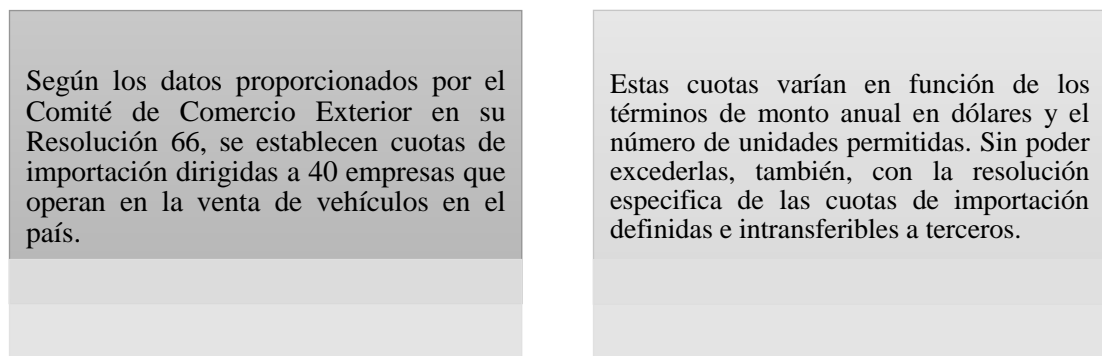 Según los datos proporcionados por el
Comité de Comercio Exterior en su
Resolución 66, se establecen cuotas de
importación dirigidas a 40 empresas que
operan en la venta de vehículos en el
país.
Estas cuotas varían en función de los
términos de monto anual en dólares y el
número de unidades permitidas. Sin poder
excederlas, también, con la resolución
especifica de las cuotas de importación
definidas e intransferibles a terceros.